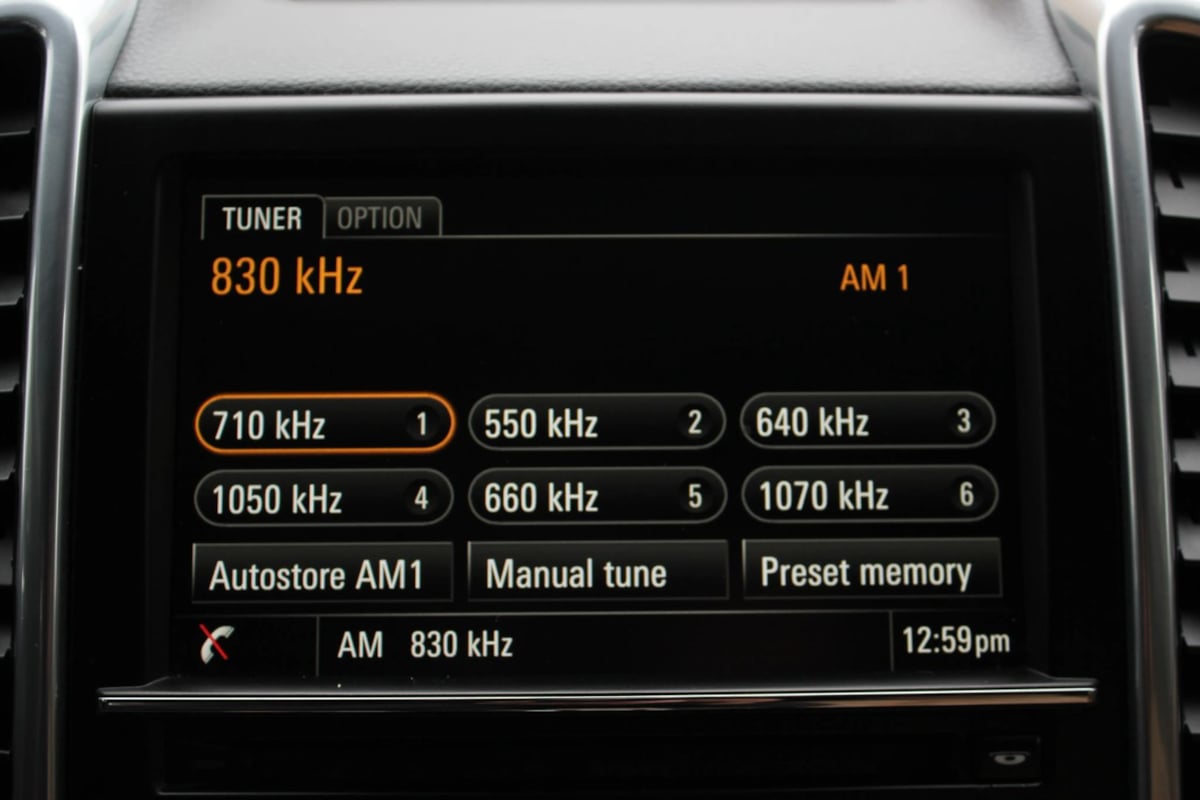 TUNER OPTION
830 kHz AM 1
710 kHz 1 550 kHz 2 640 kHz 3
1050 kHz 4 660 kHz 5 1070 kHz 6
Autostore AM1 Manual tune Preset memory
AM 830 kHz 12:59pm